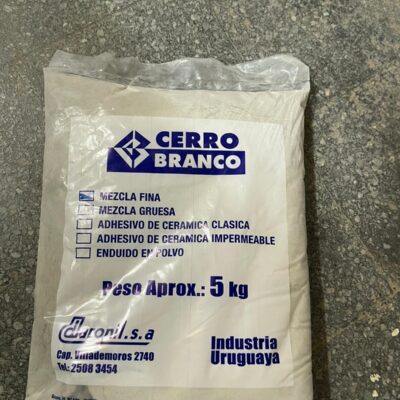 CERRO
BRANCO
MEZCLA FINA
MEZCLA GRUESA
ADHESIVO DE CERAMICA CLASICA
ADHESIVO DE CERAMICA IMPERMEABLE
ENDUIDO EN POLVO
Peso Aprox.: 5 kg
Cap. Villademoros 2740
Tel.: 2508 3454
Industria
Uruguaya